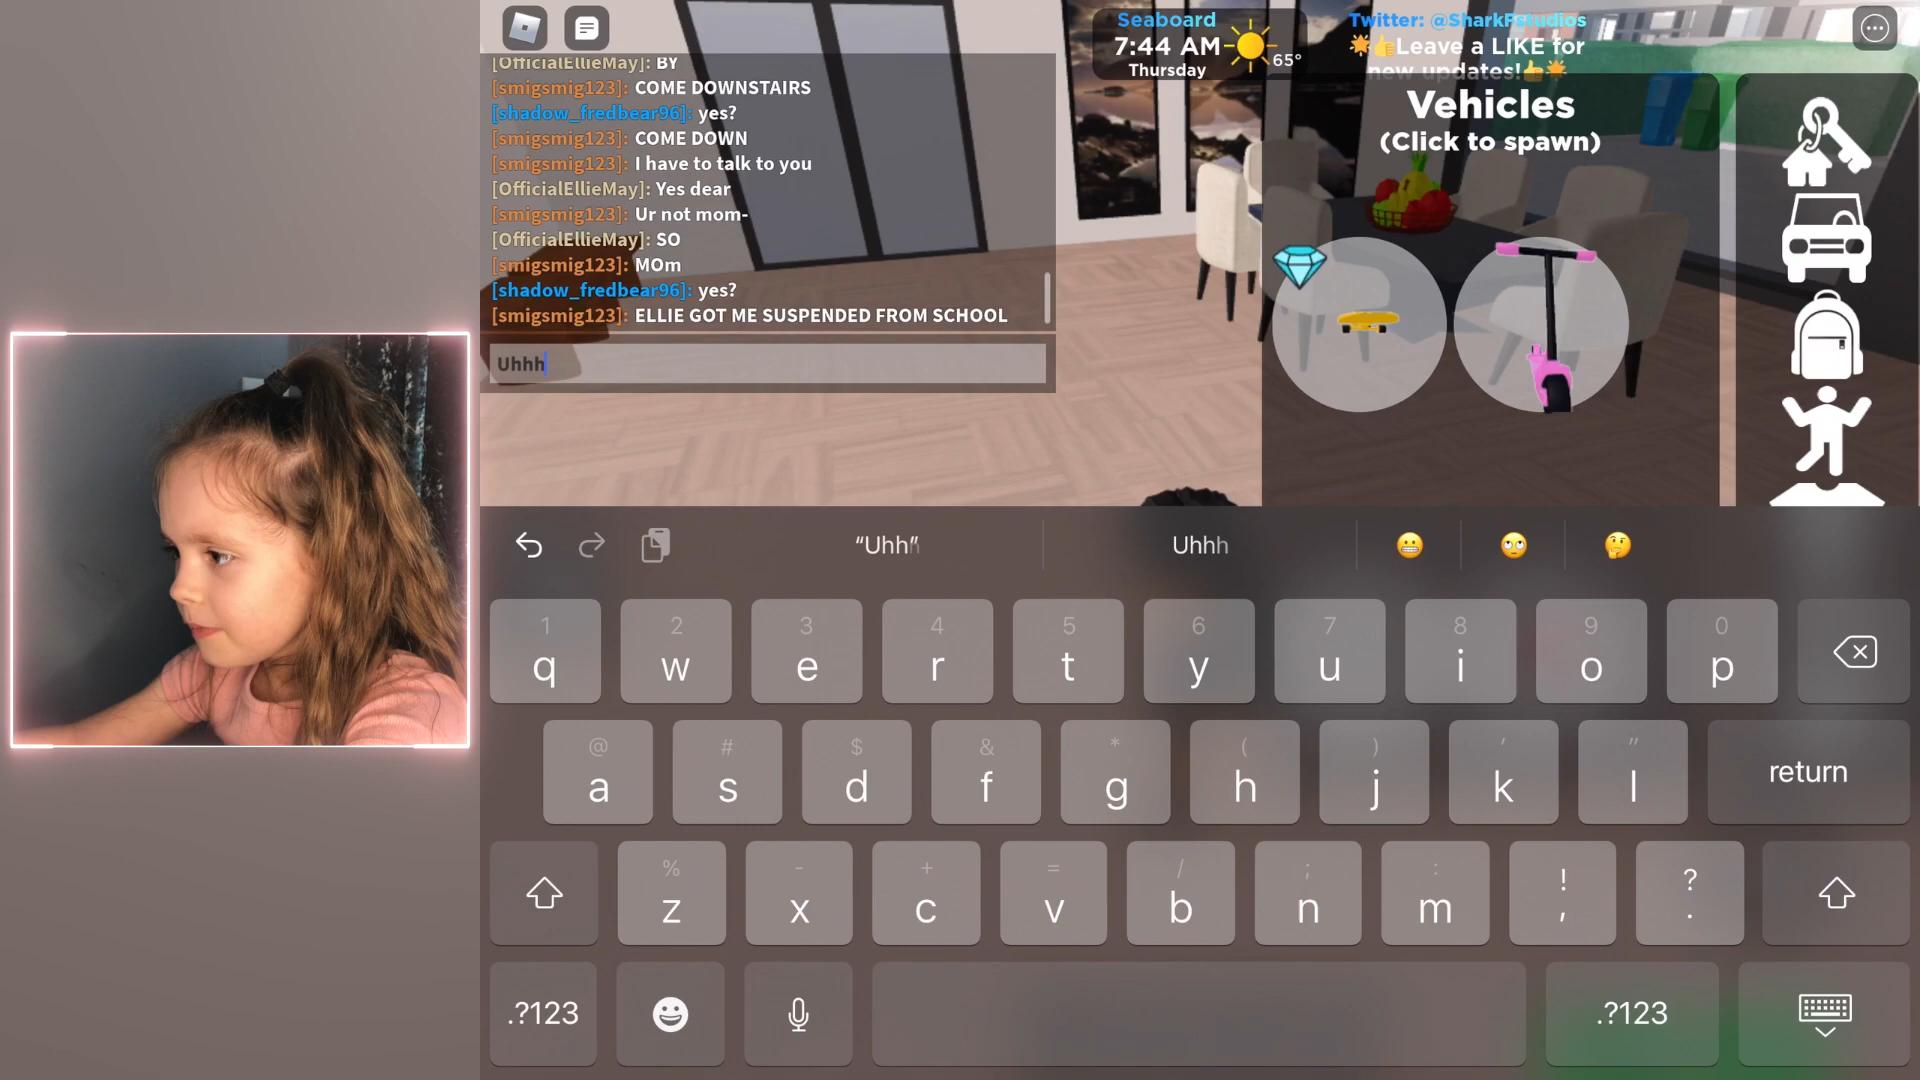 [OfficialEllieMay]: BY
[smigsmig123]: COME DOWNSTAIRS
[shadow_fredbear96]: yes?
[smigsmig123]: COME DOWN
[smigsmig123]: I have to talk to you
[OfficialEllieMay]: Yes dear
[smigsmig123]: Ur not mom-
[OfficialEllieMay]: SO
[smigsmig123]: MOm
[shadow_fredbear96]: yes?
[smigsmig123]: ELLIE GOT ME SUSPENDED FROM SCHOOL
Uhhh
Seaboard
7:44 AM
65°
Thursday
Twitter: @SharkFstudios
🌟👍Leave a LIKE for
new updates!👍🌟
Vehicles
(Click to spawn)
“Uhh” Uhhh 😬 🙄 🤔
1 2 3 4 5 6 7 8 9 0
q w e r t y u i o p
@ # $ & * ( ) ' "
a s d f g h j k l return
% - + = / ; : ! ?
z x c v b n m , .
.?123 .?123